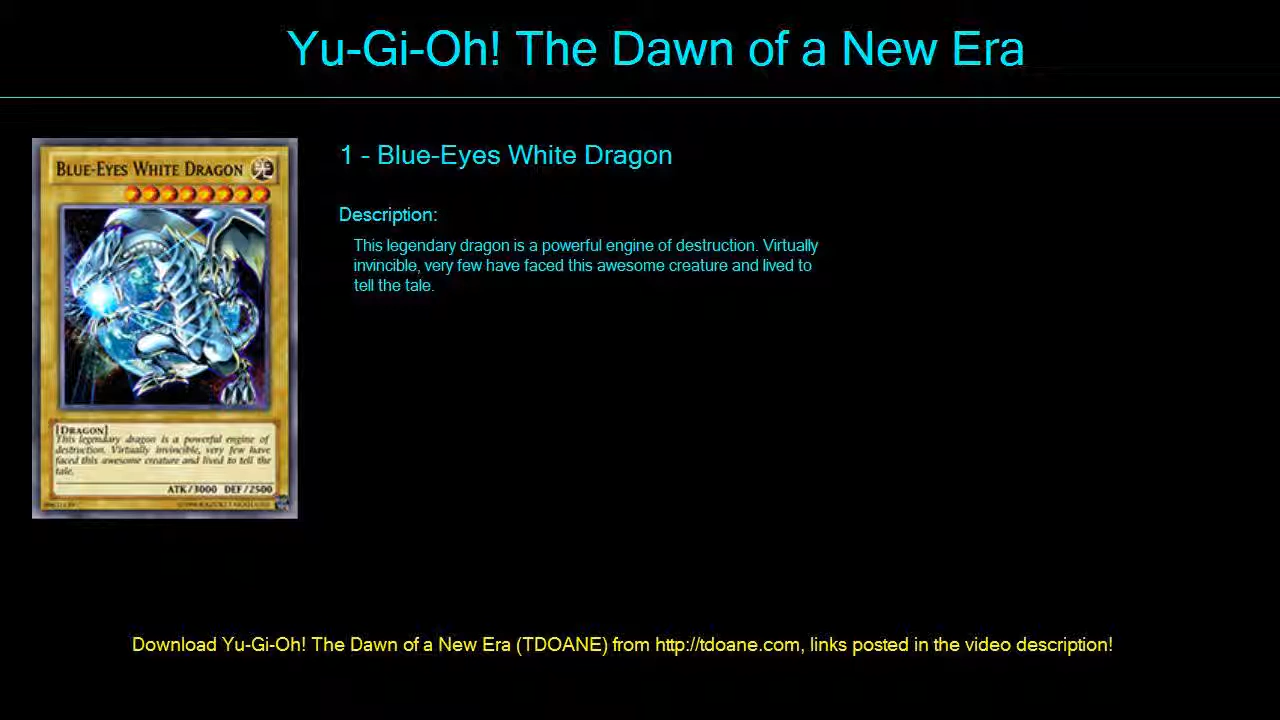 Yu-Gi-Oh! The Dawn of a New Era
BLUE-EYES WHITE DRAGON
1 - Blue-Eyes White Dragon
Description:
This legendary dragon is a powerful engine of destruction. Virtually
invincible, very few have faced this awesome creature and lived to
tell the tale.
[DRAGON]
This legendary dragon is a powerful engine of
destruction. Virtually invincible, very few have
faced this awesome creature and lived to tell the
tale.
ATK/3000 DEF/2500
Download Yu-Gi-Oh! The Dawn of a New Era (TDOANE) from http://tdoane.com, links posted in the video description!